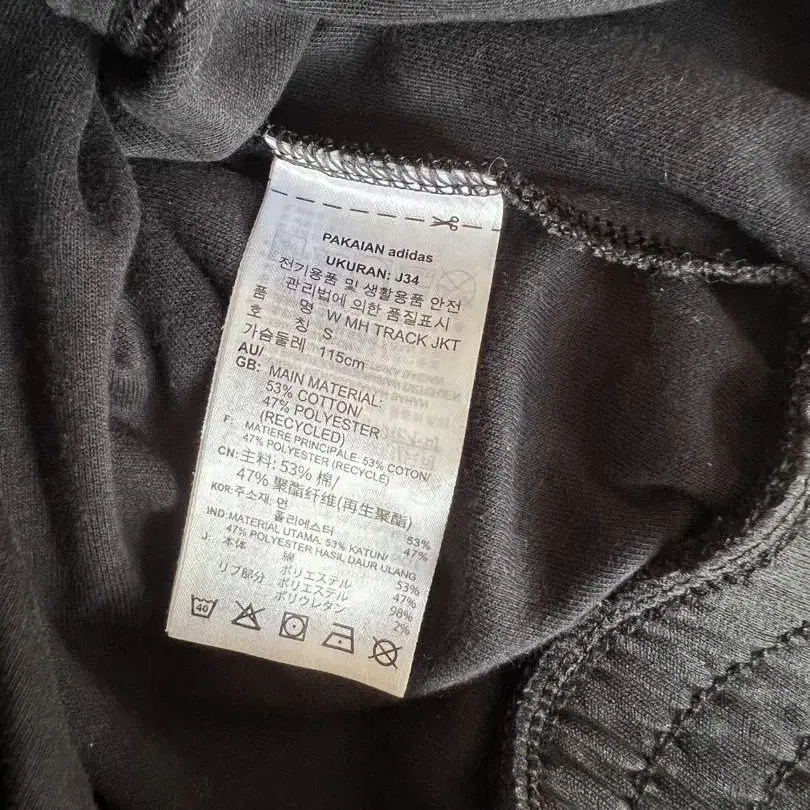 PAKAIAN adidas
UKURAN: J34
전기용품 및 생활용품 안전
관리법에 의한 품질표시
품 명 W MH TRACK JKT
호 칭 S
가슴둘레 115cm
AU/
GB: MAIN MATERIAL:
53% COTTON/
47% POLYESTER
(RECYCLED)
F: MATIERE PRINCIPALE: 53% COTON/
47% POLYESTER (RECYCLE)
CN: 主料: 53% 棉/
47% 聚酯纤维(再生聚酯)
KOR: 주소재 면 53%
폴리에스터 47%
IND: MATERIAL UTAMA: 53% KATUN/
47% POLYESTER HASIL DAUR ULANG
J. 本体 綿 53%
ポリエステル 47%
リブ部分 ポリエステル 98%
ポリウレタン 2%
40